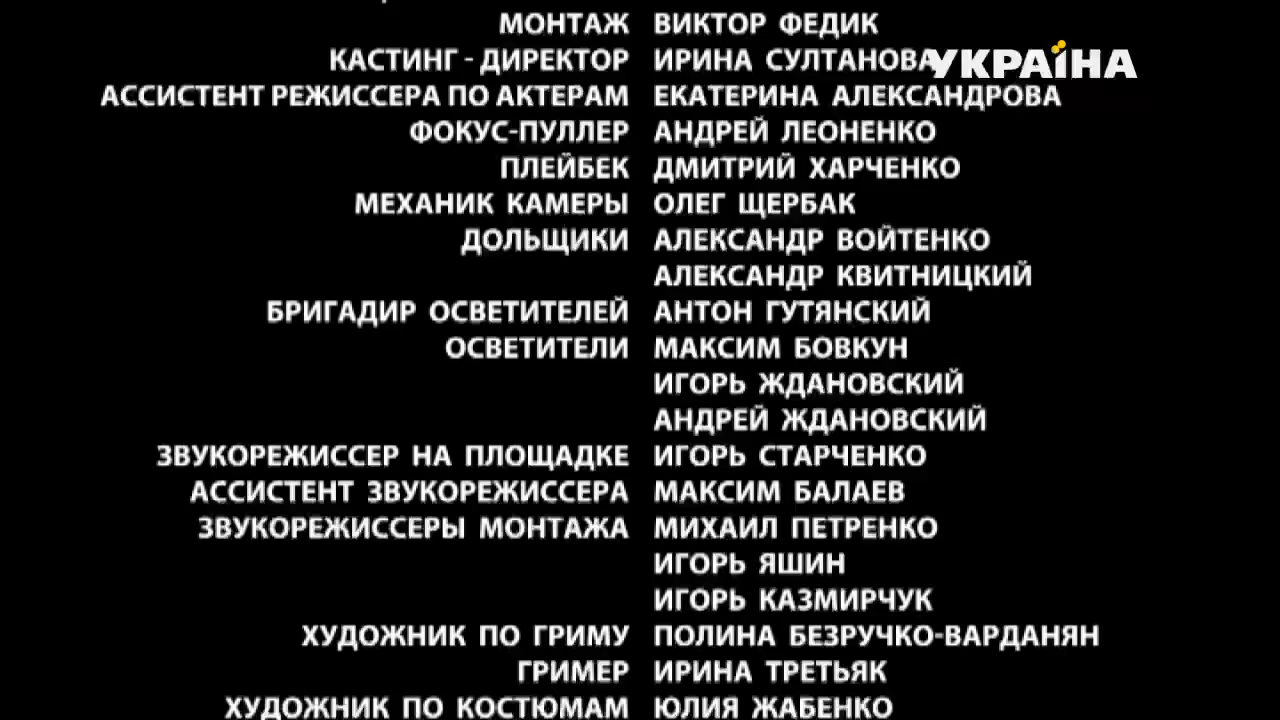 МОНТАЖ ВИКТОР ФЕДИК
КАСТИНГ - ДИРЕКТОР ИРИНА СУЛТАНОВА
УКРАЇНА
АССИСТЕНТ РЕЖИССЕРА ПО АКТЕРАМ ЕКАТЕРИНА АЛЕКСАНДРОВА
ФОКУС-ПУЛЛЕР АНДРЕЙ ЛЕОНЕНКО
ПЛЕЙБЕК ДМИТРИЙ ХАРЧЕНКО
МЕХАНИК КАМЕРЫ ОЛЕГ ЩЕРБАК
ДОЛЬЩИКИ АЛЕКСАНДР ВОЙТЕНКО
АЛЕКСАНДР КВИТНИЦКИЙ
БРИГАДИР ОСВЕТИТЕЛЕЙ АНТОН ГУТЯНСКИЙ
ОСВЕТИТЕЛИ МАКСИМ БОВКУН
ИГОРЬ ЖДАНОВСКИЙ
АНДРЕЙ ЖДАНОВСКИЙ
ЗВУКОРЕЖИССЕР НА ПЛОЩАДКЕ ИГОРЬ СТАРЧЕНКО
АССИСТЕНТ ЗВУКОРЕЖИССЕРА МАКСИМ БАЛАЕВ
ЗВУКОРЕЖИССЕРЫ МОНТАЖА МИХАИЛ ПЕТРЕНКО
ИГОРЬ ЯШИН
ИГОРЬ КАЗМИРЧУК
ХУДОЖНИК ПО ГРИМУ ПОЛИНА БЕЗРУЧКО-ВАРДАНЯН
ГРИМЕР ИРИНА ТРЕТЬЯК
ХУДОЖНИК ПО КОСТЮМАМ ЮЛИЯ ЖАБЕНКО